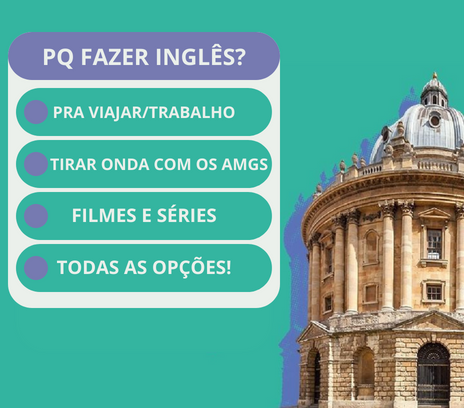 PQ FAZER INGLÊS?
PRA VIAJAR/TRABALHO
TIRAR ONDA COM OS AMGS
FILMES E SÉRIES
TODAS AS OPÇÕES!